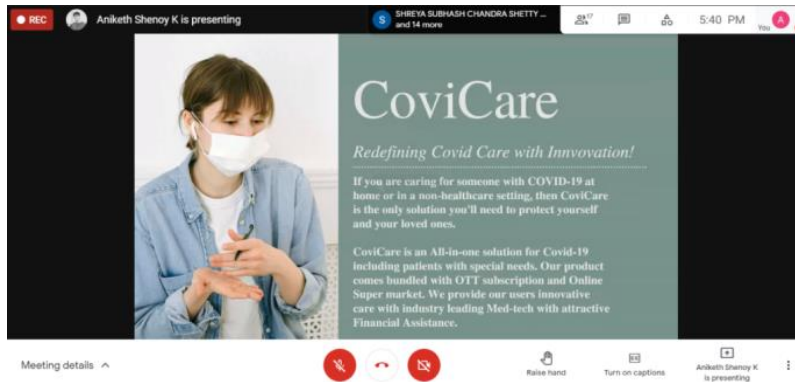 REC
Aniketh Shenoy K is presenting
S
SHREYA SUBHASH CHANDRA SHETTY ...
and 14 more
17
5:40 PM
You
A
CoviCare
Redefining Covid Care with Innvovation!
If you are caring for someone with COVID-19 at
home or in a non-healthcare setting, then CoviCare
is the only solution you'll need to protect yourself
and your loved ones.
CoviCare is an All-in-one solution for Covid-19
including patients with special needs. Our product
comes bundled with OTT subscription and Online
Super market. We provide our users innovative
care with industry leading Med-tech with attractive
Financial Assistance.
Meeting details
Raise hand
Turn on captions
Aniketh Shenoy K
is presenting